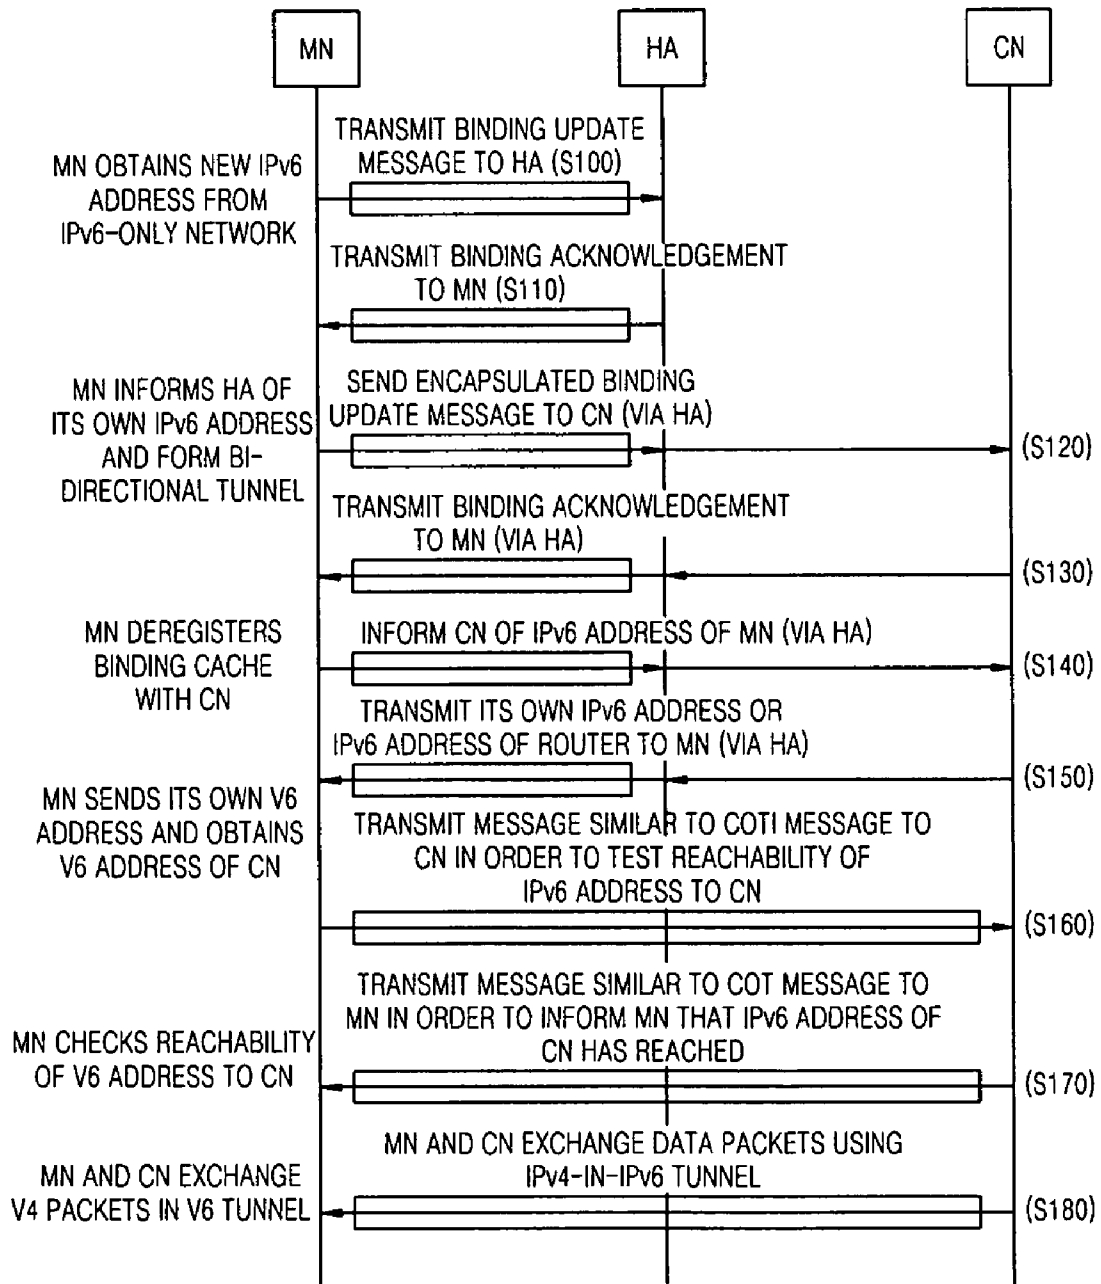 MN
HA
CN
TRANSMIT BINDING UPDATE
MESSAGE TO HA (S100)
MN OBTAINS NEW IPv6
ADDRESS FROM
IPv6-ONLY NETWORK
TRANSMIT BINDING ACKNOWLEDGEMENT
TO MN (S110)
MN INFORMS HA OF
ITS OWN IPv6 ADDRESS
AND FORM BI-
DIRECTIONAL TUNNEL
SEND ENCAPSULATED BINDING
UPDATE MESSAGE TO CN (VIA HA)
(S120)
TRANSMIT BINDING ACKNOWLEDGEMENT
TO MN (VIA HA)
(S130)
MN DEREGISTERS
BINDING CACHE
WITH CN
INFORM CN OF IPv6 ADDRESS OF MN (VIA HA)
(S140)
TRANSMIT ITS OWN IPv6 ADDRESS OR
IPv6 ADDRESS OF ROUTER TO MN (VIA HA)
(S150)
MN SENDS ITS OWN V6
ADDRESS AND OBTAINS
V6 ADDRESS OF CN
TRANSMIT MESSAGE SIMILAR TO COTI MESSAGE TO
CN IN ORDER TO TEST REACHABILITY OF
IPv6 ADDRESS TO CN
(S160)
TRANSMIT MESSAGE SIMILAR TO COT MESSAGE TO
MN IN ORDER TO INFORM MN THAT IPv6 ADDRESS OF
CN HAS REACHED
(S170)
MN CHECKS REACHABILITY
OF V6 ADDRESS TO CN
MN AND CN EXCHANGE DATA PACKETS USING
IPv4-IN-IPv6 TUNNEL
(S180)
MN AND CN EXCHANGE
V4 PACKETS IN V6 TUNNEL